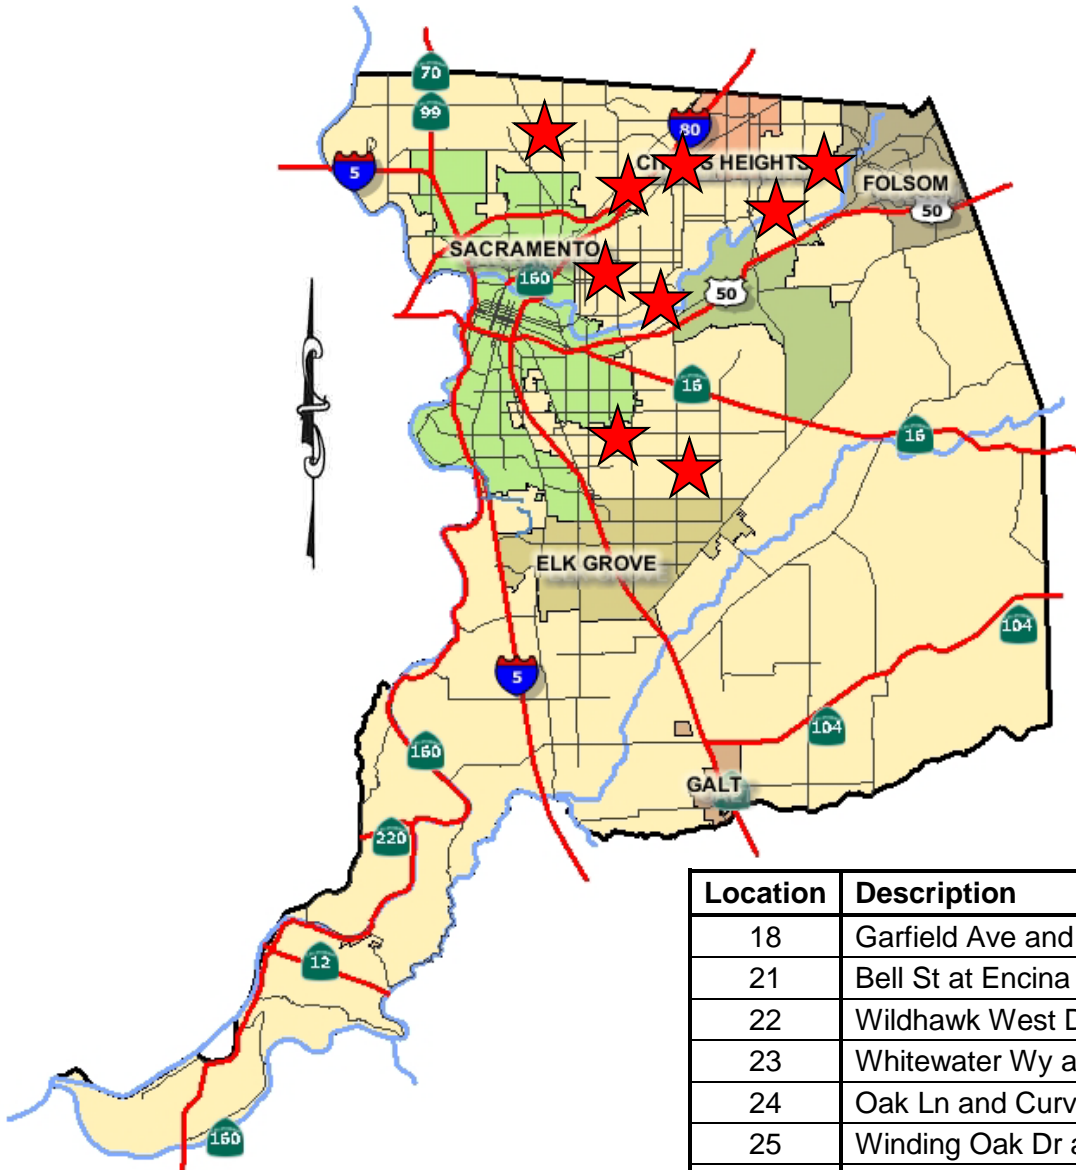 70
99
80
5
CITRUS HEIGHTS
FOLSOM
50
SACRAMENTO
160
50
16
16
ELK GROVE
104
5
104
160
GALT
220
12
160
Location Description
18 Garfield Ave and
21 Bell St at Encina
22 Wildhawk West D
23 Whitewater Wy a
24 Oak Ln and Curv
25 Winding Oak Dr a